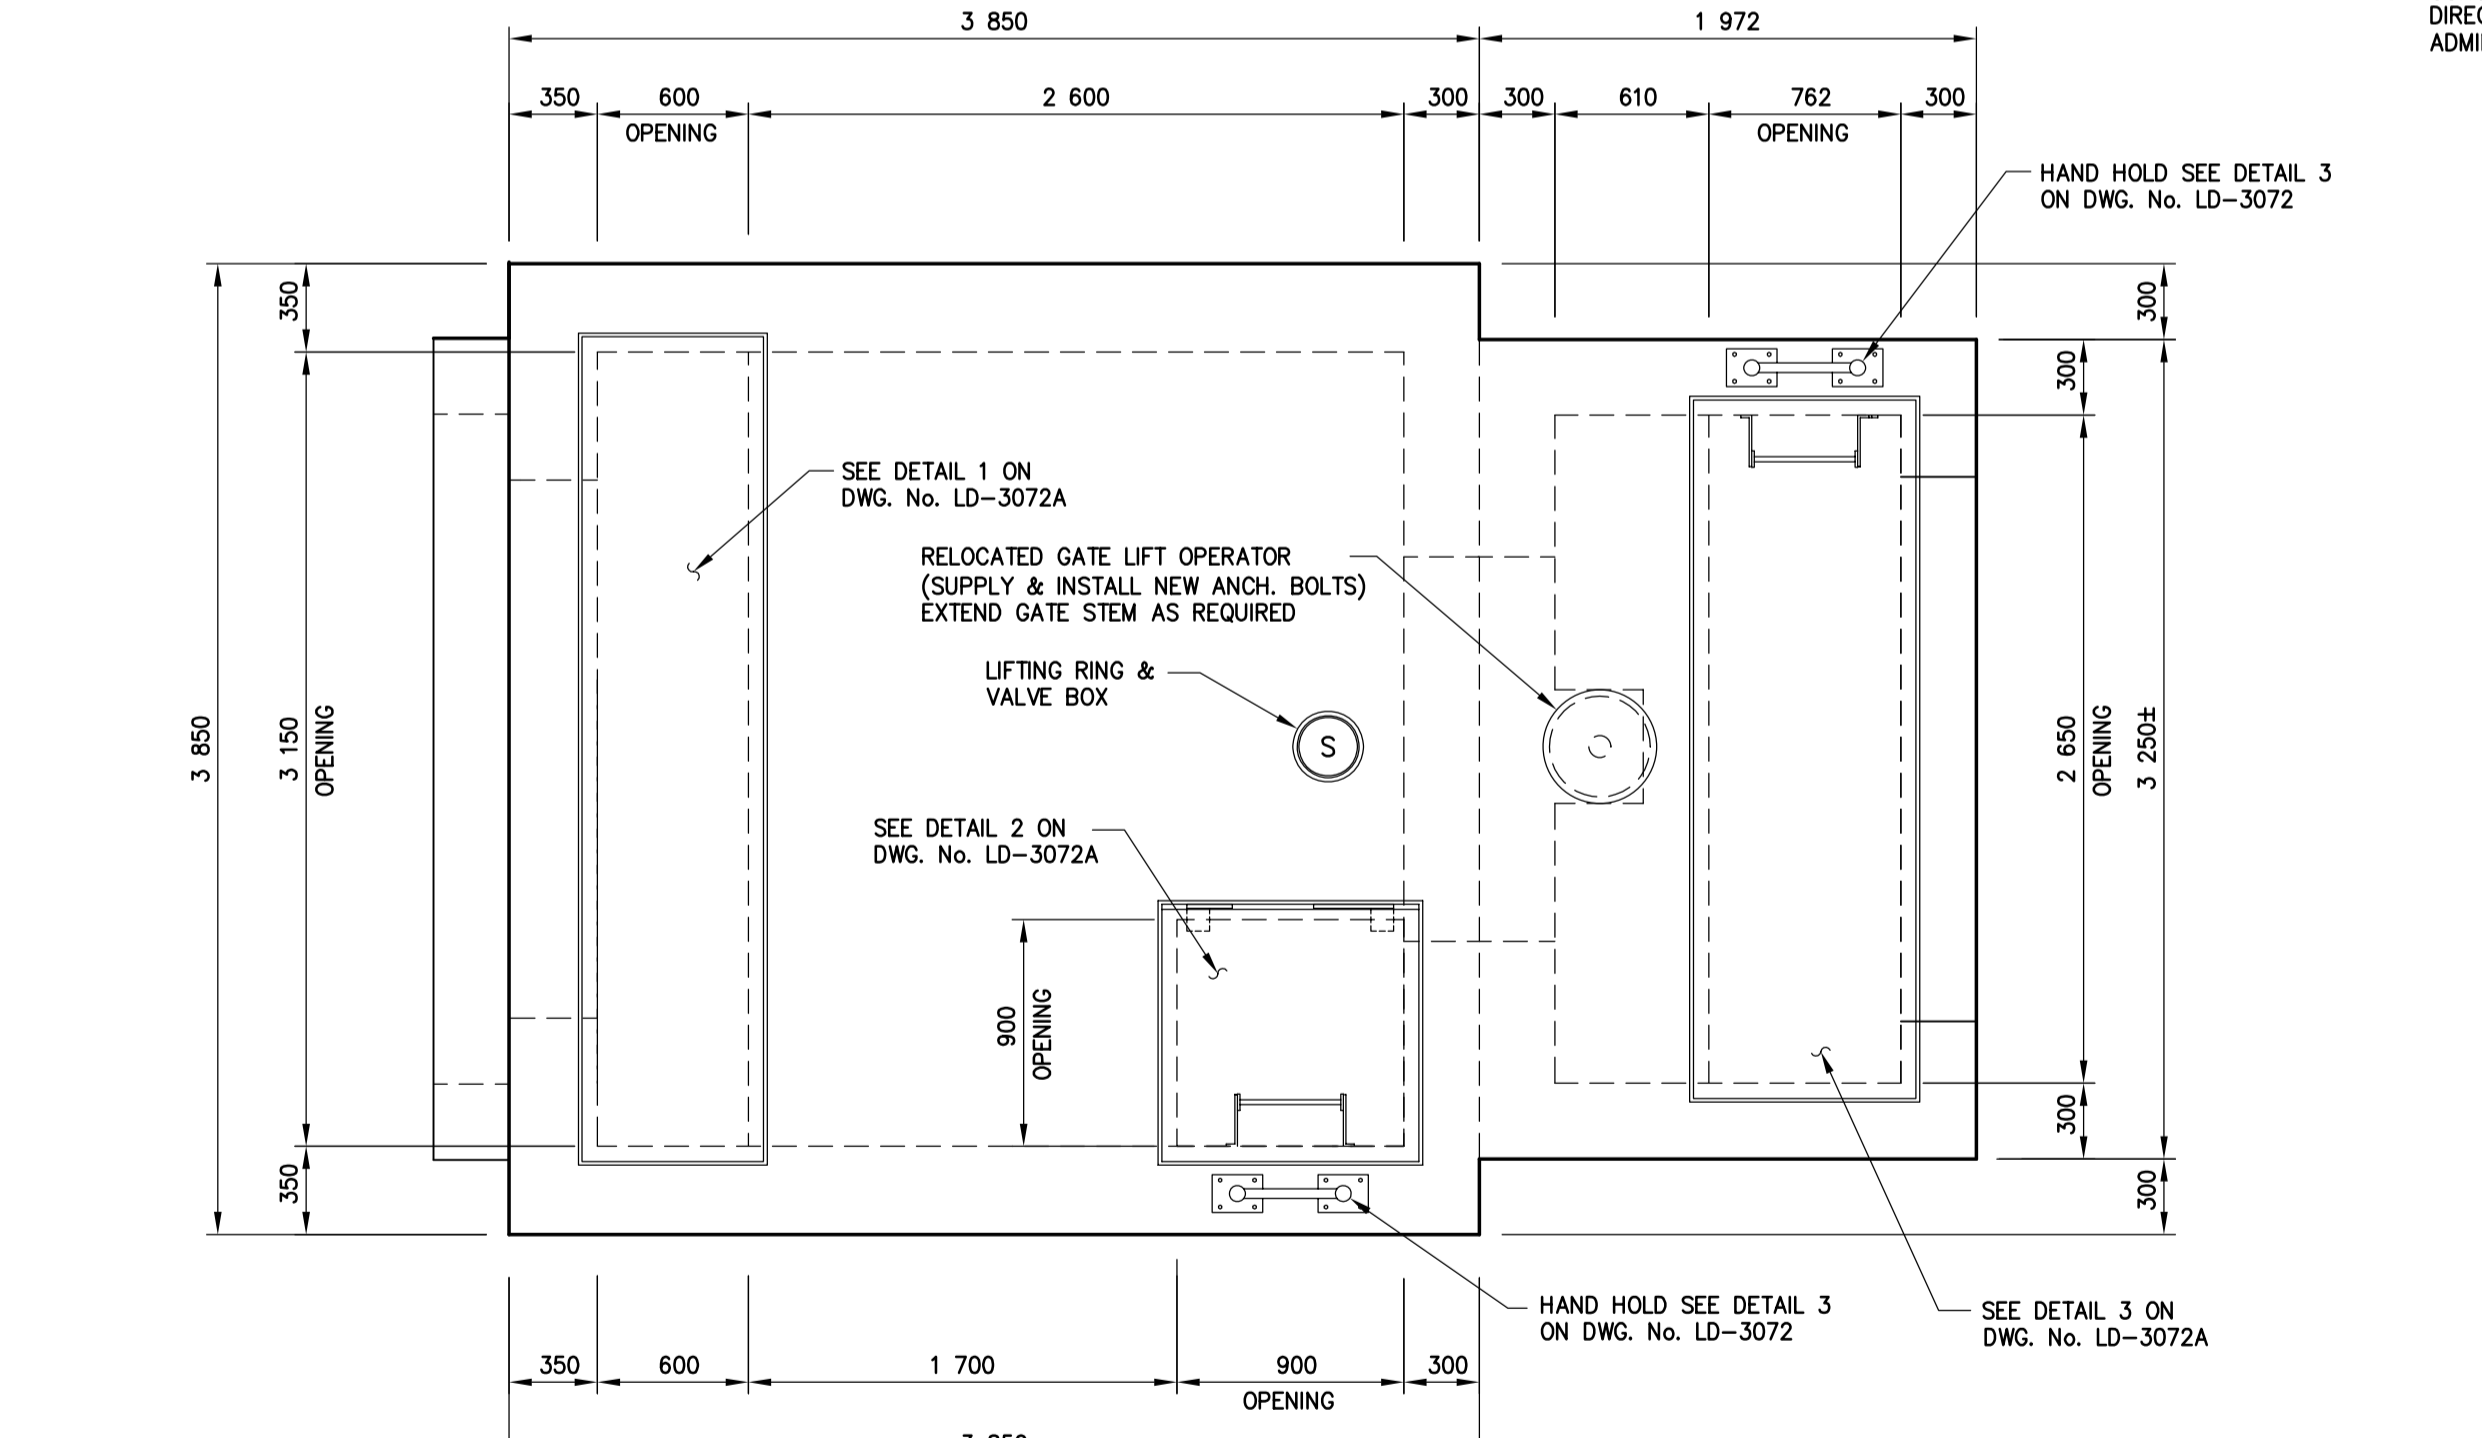 3 850
1 972
DIREC
ADMI
350
600
2 600
300
300
610
762
300
OPENING
OPENING
HAND HOLD SEE DETAIL 3
ON DWG. No. LD-3072
350
300
300
SEE DETAIL 1 ON
DWG. No. LD-3072A
RELOCATED GATE LIFT OPERATOR
(SUPPLY & INSTALL NEW ANCH. BOLTS)
EXTEND GATE STEM AS REQUIRED
LIFTING RING &
VALVE BOX
S
3 850
3 150
OPENING
2 650
OPENING
3 250±
SEE DETAIL 2 ON
DWG. No. LD-3072A
900
OPENING
350
300
300
HAND HOLD SEE DETAIL 3
ON DWG. No. LD-3072
SEE DETAIL 3 ON
DWG. No. LD-3072A
350
600
1 700
900
300
OPENING